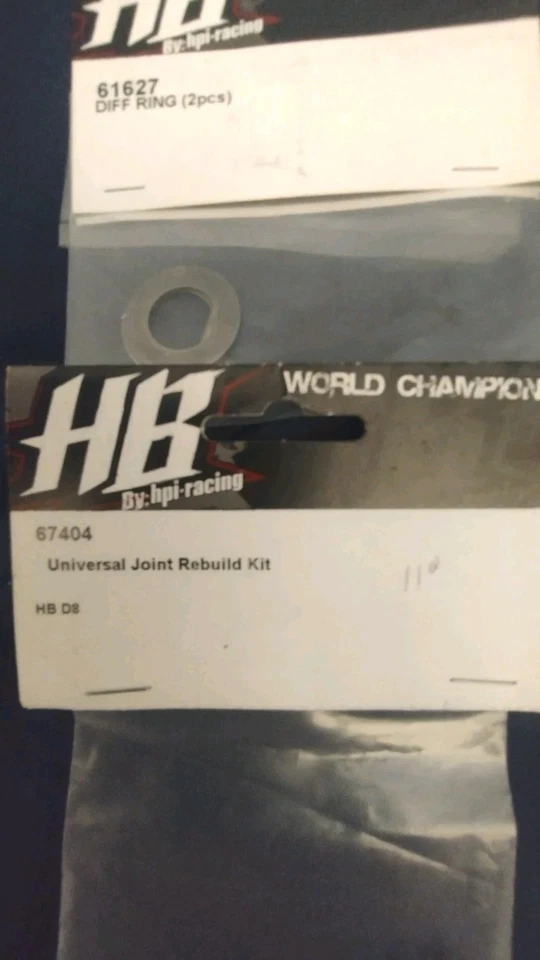 HB
By:hpi-racing
61627
DIFF RING (2pcs)
HB
WORLD CHAMPION
By:hpi-racing
67404
Universal Joint Rebuild Kit
11°
HB D8